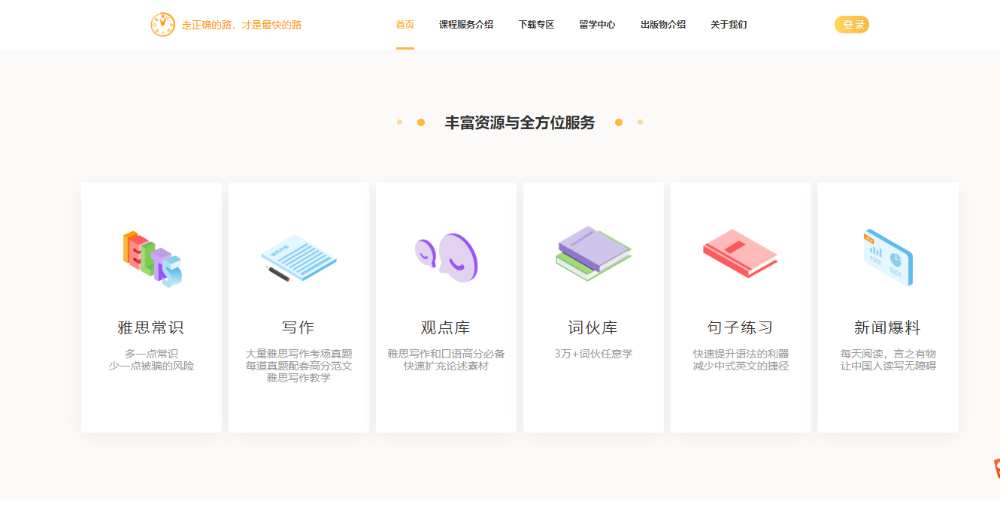 走正确的路，才是最快的路
首页
课程服务介绍
下载专区
留学中心
出版物介绍
关于我们
登 录
丰富资源与全方位服务
IELTS
雅思常识
多一点常识
少一点被骗的风险
WRITE
写作
大量雅思写作考场真题
每道真题配套高分范文
雅思写作教学
观点库
雅思写作和口语高分必备
快速扩充论述素材
COLLOCATIONS
词伙库
3万+词伙任意学
句子练习
快速提升语法的利器
减少中式英文的捷径
新闻爆料
每天阅读，言之有物
让中国人读写无障碍